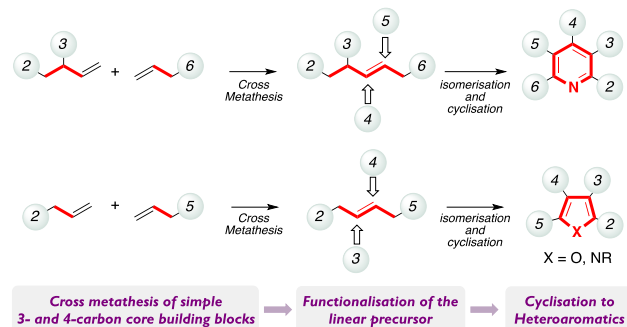 5
3
4
2
6
5
3
+
2
6
Cross
Metathesis
isomerisation
and
cyclisation
6
2
N
4
4
4
3
2
+
5
2
5
Cross
Metathesis
isomerisation
and
cyclisation
5
2
X
3
X = O, NR
Cross metathesis of simple
3- and 4-carbon core building blocks
Functionalisation of the
linear precursor
Cyclisation to
Heteroaromatics